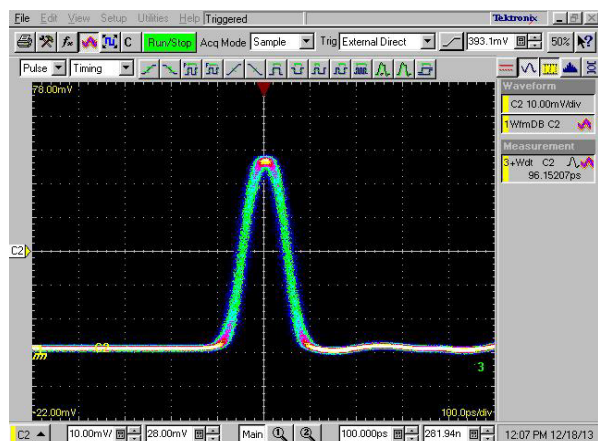 File Edit View Setup Utilities Help Triggered Tektronix
Run/Stop Acq Mode Sample Trig External Direct 393.1mV 50%
Pulse Timing
78.00mV
Waveform
C2 10.00mV/div
1 WfmDB C2
Measurement
3 +Wdt C2
96.15207ps
C2
C2
3
-22.00mV 100.0ps/div
C2 10.00mV/ 28.00mV Main 1 2 100.000ps 281.94n 12:07 PM 12/18/13